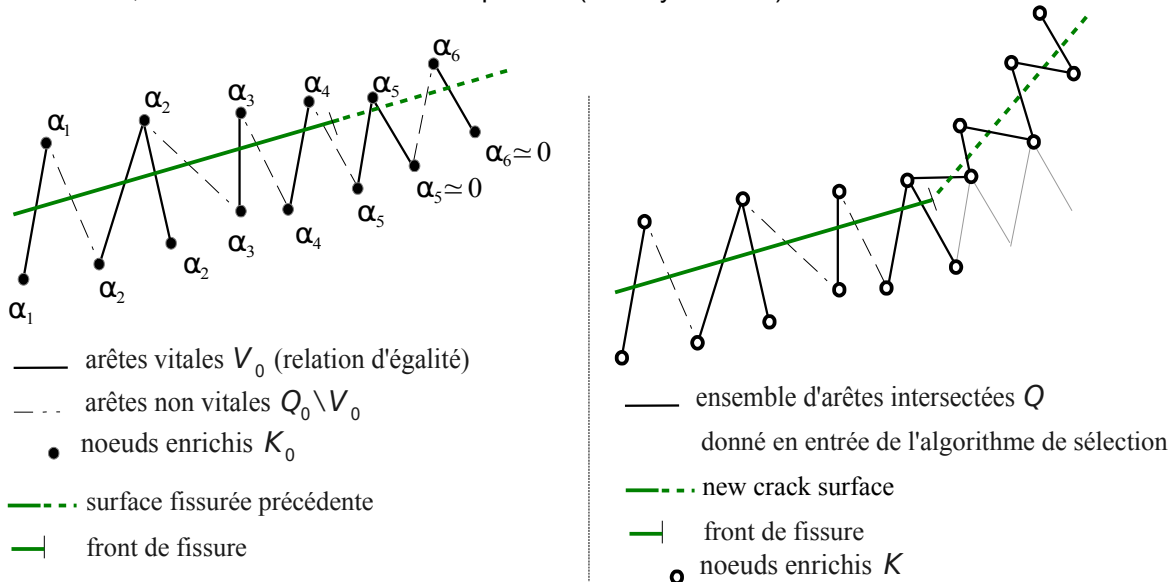 α₁
α₂
α₃
α₄
α₅
α₆
α₆≃0
α₅≃0
α₅
α₄
α₃
α₂
α₂
α₁
arêtes vitales V₀ (relation d'égalité)
arêtes non vitales Q₀\V₀
noeuds enrichis K₀
surface fissurée précédente
front de fissure
ensemble d'arêtes intersectées Q
donné en entrée de l'algorithme de sélection
new crack surface
front de fissure
noeuds enrichis K